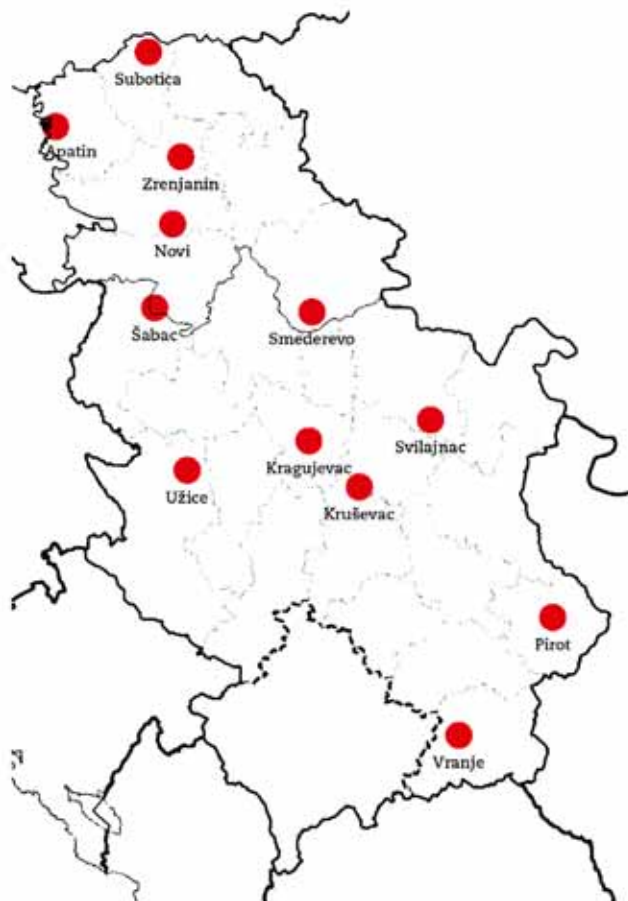 Subotica
Apatin
Zrenjanin
Novi
Šabac
Smederevo
Svilajnac
Kragujevac
Užice
Kruševac
Pirot
Vranje